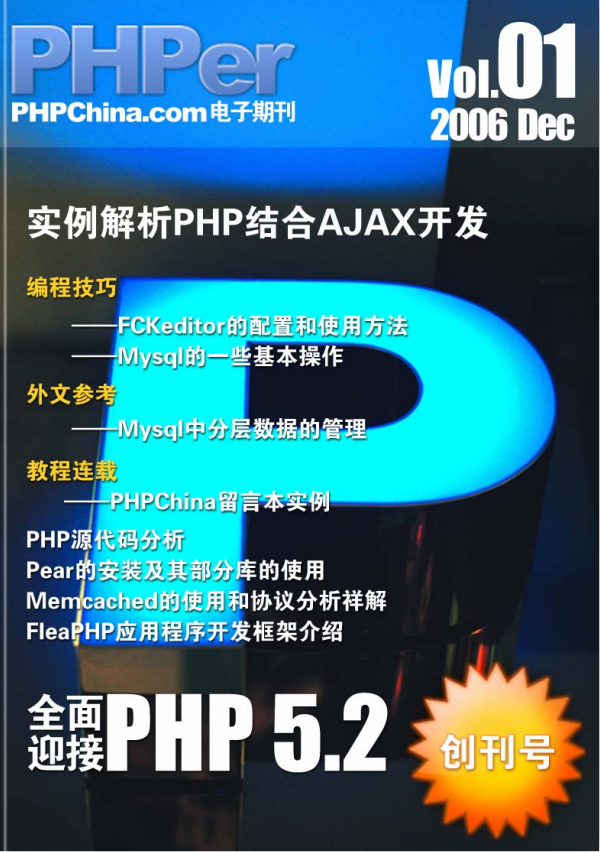 PHPer
PHPChina.com电子期刊
Vol.01
2006 Dec
实例解析PHP结合AJAX开发
编程技巧
——FCKeditor的配置和使用方法
——Mysql的一些基本操作
外文参考
——Mysql中分层数据的管理
教程连载
——PHPChina留言本实例
PHP源代码分析
Pear的安装及其部分库的使用
Memcached的使用和协议分析祥解
FleaPHP应用程序开发框架介绍
全面
迎接PHP 5.2
创刊号